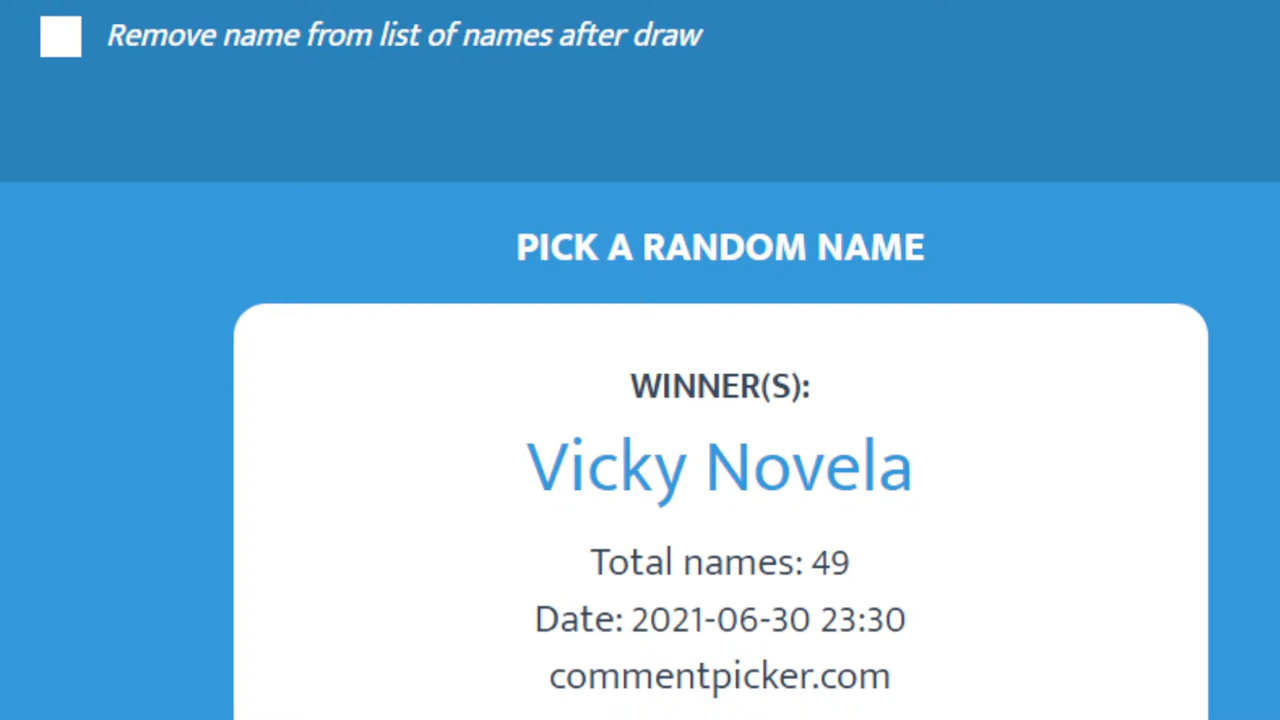 Remove name from list of names after draw
PICK A RANDOM NAME
WINNER(S):
Vicky Novela
Total names: 49
Date: 2021-06-30 23:30
commentpicker.com